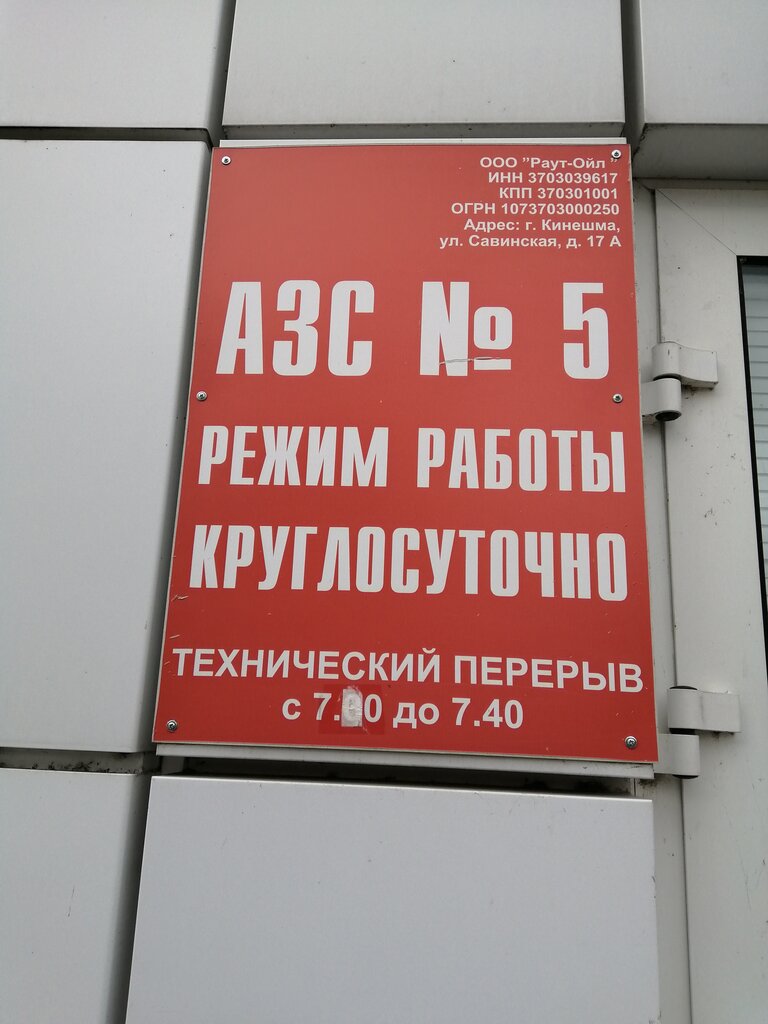 ООО "Раут-Ойл"
ИНН 3703039617
КПП 370301001
ОГРН 1073703000250
Адрес: г. Кинешма,
ул. Савинская, д. 17 А
АЗС № 5
РЕЖИМ РАБОТЫ
КРУГЛОСУТОЧНО
ТЕХНИЧЕСКИЙ ПЕРЕРЫВ
с до 7.40